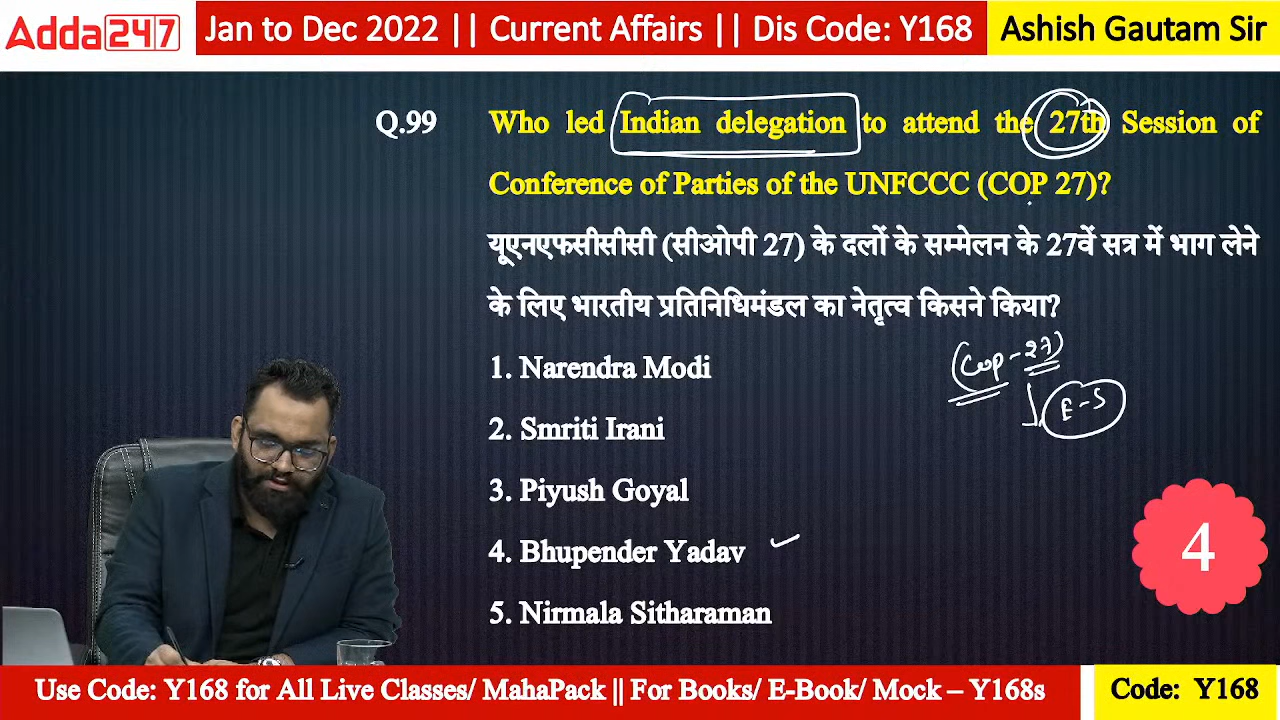 Adda247
Jan to Dec 2022 || Current Affairs || Dis Code: Y168
Ashish Gautam Sir
Q.99
Who led Indian delegation to attend the 27th Session of
Conference of Parties of the UNFCCC (COP 27)?
यूएनएफसीसीसी (सीओपी 27) के दलों के सम्मेलन के 27वें सत्र में भाग लेने
के लिए भारतीय प्रतिनिधिमंडल का नेतृत्व किसने किया?
(COP-27)
E-S
1. Narendra Modi
2. Smriti Irani
3. Piyush Goyal
4. Bhupender Yadav
5. Nirmala Sitharaman
4
Use Code: Y168 for All Live Classes/ MahaPack || For Books/ E-Book/ Mock – Y168s
Code: Y168